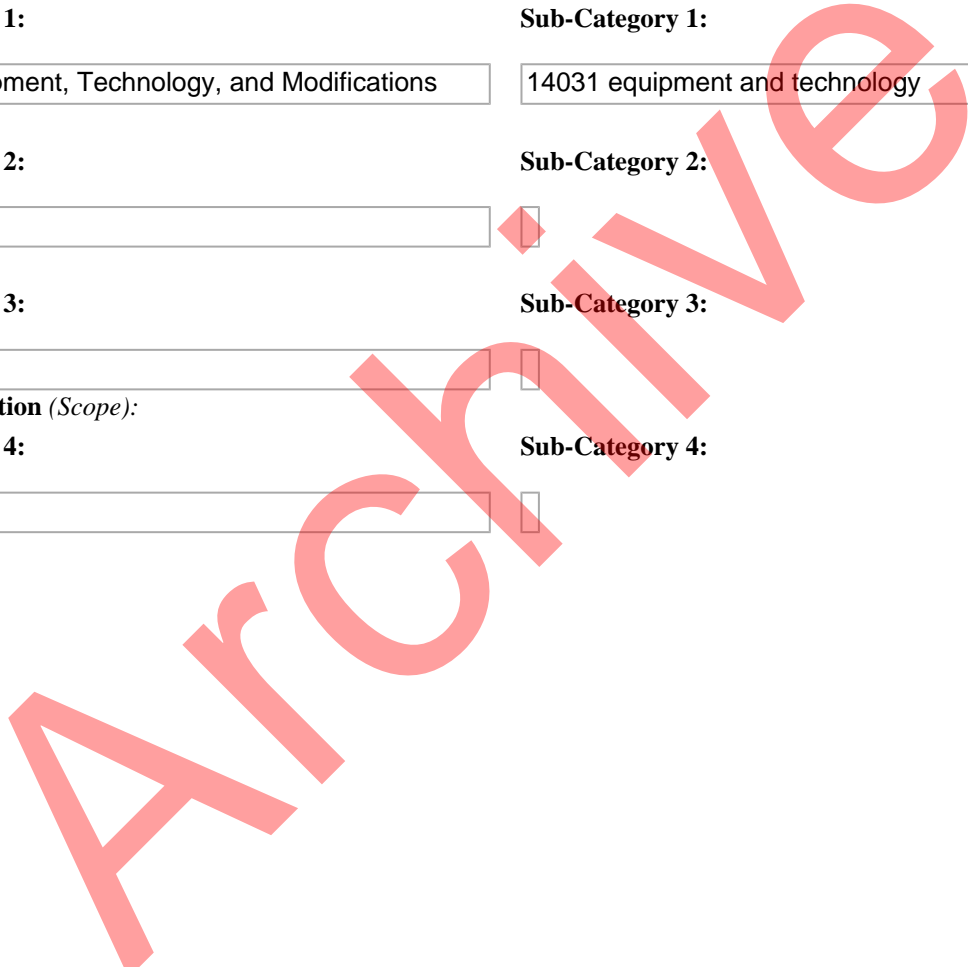 1: Sub-Category 1:
oment, Technology, and Modifications 14031 equipment and technology
2: Sub-Category 2:
3: Sub-Category 3:
tion (Scope):
4: Sub-Category 4:
Archive